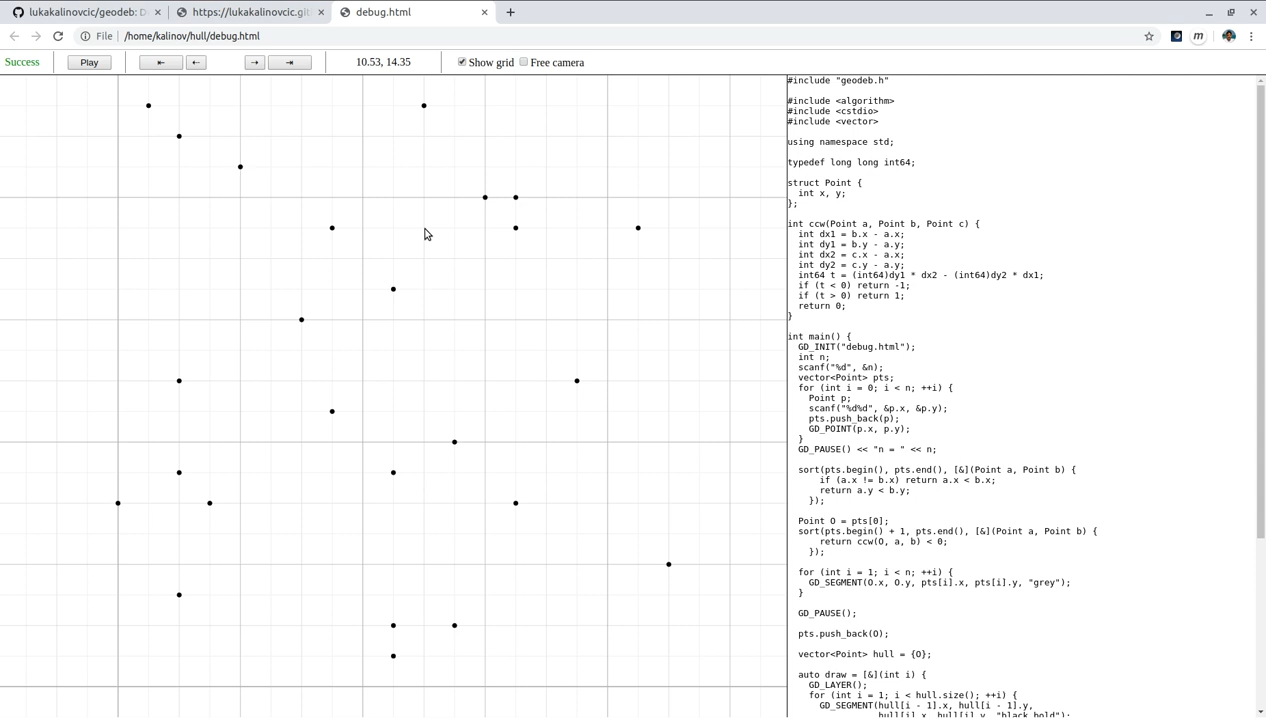 lukakalinovcic/geodeb: D
https://lukakalinovcic.git
debug.html
File
/home/kalinov/hull/debug.html
m
Success
Play
10.53, 14.35
Show grid
Free camera
#include "geodeb.h"
#include <algorithm>
#include <cstdio>
#include <vector>
using namespace std;
typedef long long int64;
struct Point {
  int x, y;
};
int ccw(Point a, Point b, Point c) {
  int dx1 = b.x - a.x;
  int dy1 = b.y - a.y;
  int dx2 = c.x - a.x;
  int dy2 = c.y - a.y;
  int64 t = (int64)dy1 * dx2 - (int64)dy2 * dx1;
  if (t < 0) return -1;
  if (t > 0) return 1;
  return 0;
}
int main() {
  GD_INIT("debug.html");
  int n;
  scanf("%d", &n);
  vector<Point> pts;
  for (int i = 0; i < n; ++i) {
    Point p;
    scanf("%d%d", &p.x, &p.y);
    pts.push_back(p);
    GD_POINT(p.x, p.y);
  }
  GD_PAUSE() << "n = " << n;
  sort(pts.begin(), pts.end(), [&](Point a, Point b) {
      if (a.x != b.x) return a.x < b.x;
      return a.y < b.y;
    });
  Point O = pts[0];
  sort(pts.begin() + 1, pts.end(), [&](Point a, Point b) {
      return ccw(O, a, b) < 0;
    });
  for (int i = 1; i < n; ++i) {
    GD_SEGMENT(O.x, O.y, pts[i].x, pts[i].y, "grey");
  }
  GD_PAUSE();
  pts.push_back(O);
  vector<Point> hull = {O};
  auto draw = [&](int i) {
    GD_LAYER();
    for (int i = 1; i < hull.size(); ++i) {
      GD_SEGMENT(hull[i - 1].x, hull[i - 1].y,
                 hull[i].x, hull[i].y, "black bold");